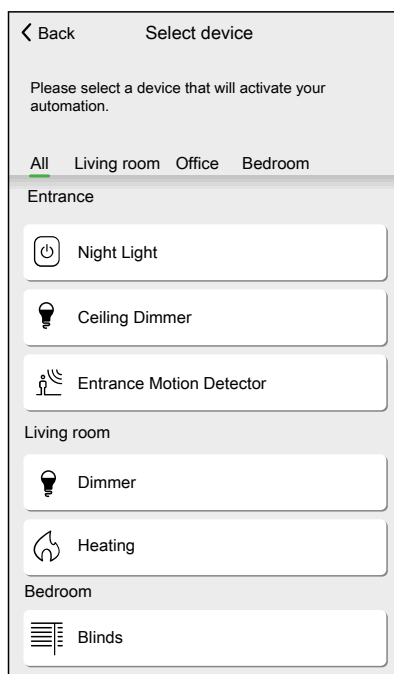 Back Select device
Please select a device that will activate your
automation.
All Living room Office Bedroom
Entrance
Night Light
Ceiling Dimmer
Entrance Motion Detector
Living room
Dimmer
Heating
Bedroom
Blinds